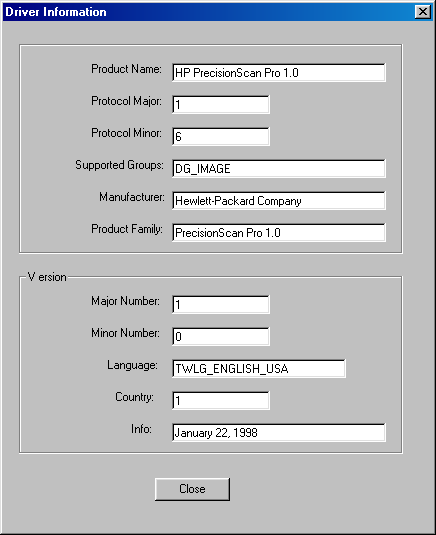 Driver Information
Product Name: HP PrecisionScan Pro 1.0
Protocol Major: 1
Protocol Minor: 6
Supported Groups: DG_IMAGE
Manufacturer: Hewlett-Packard Company
Product Family: PrecisionScan Pro 1.0
Version
Major Number: 1
Minor Number: 0
Language: TWLG_ENGLISH_USA
Country: 1
Info: January 22, 1998
Close